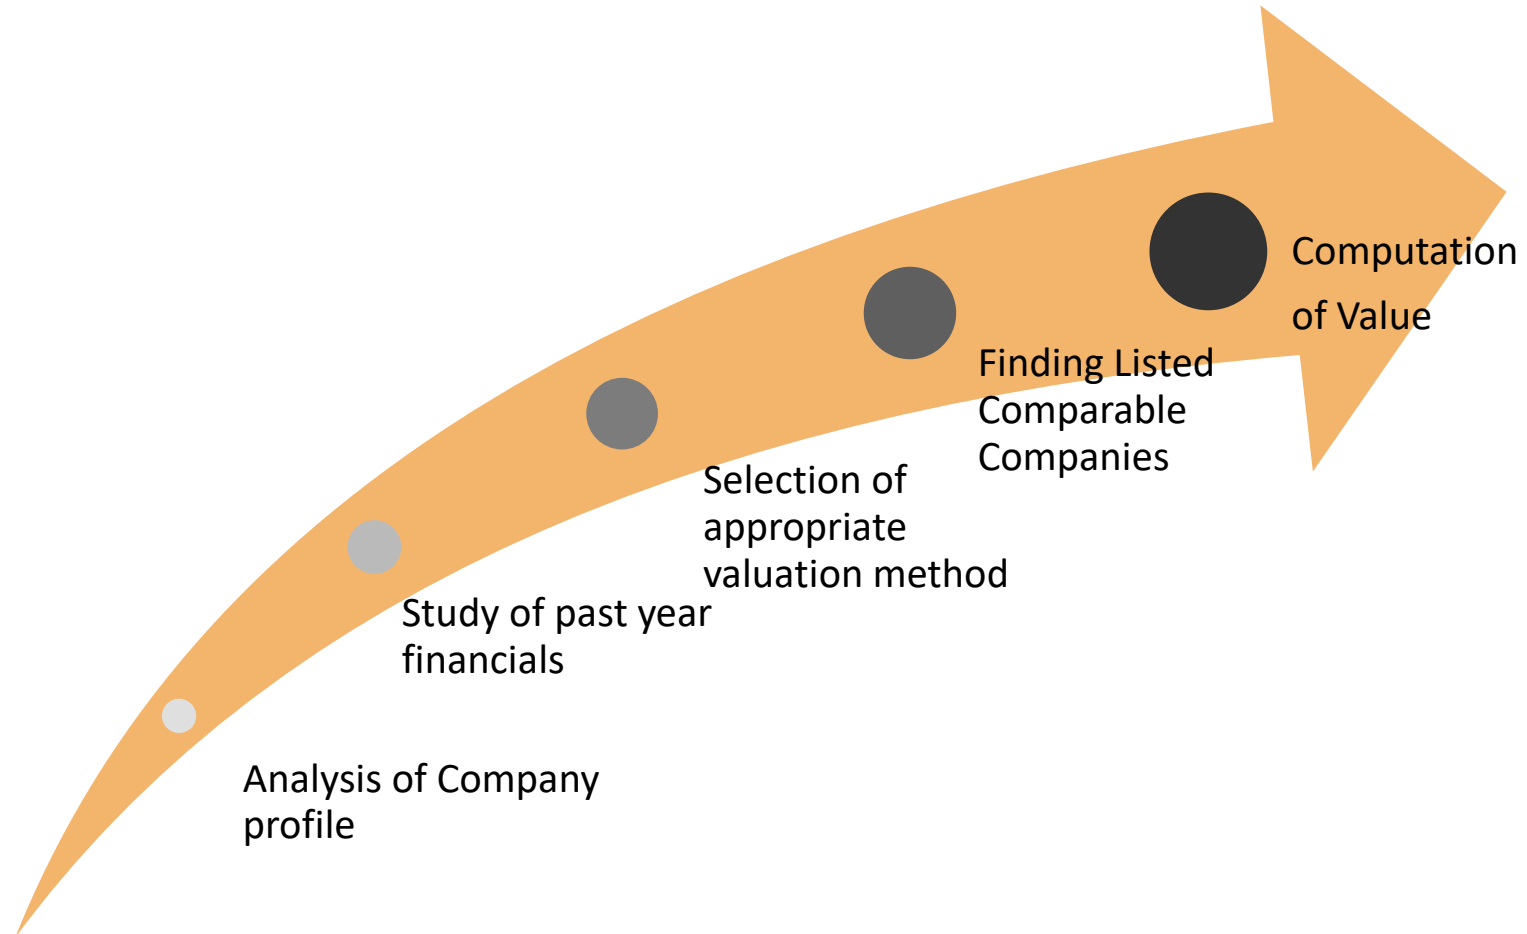 Computation
of Value
Finding Listed
Comparable
Companies
Selection of
appropriate
valuation method
Study of past year
financials
Analysis of Company
profile